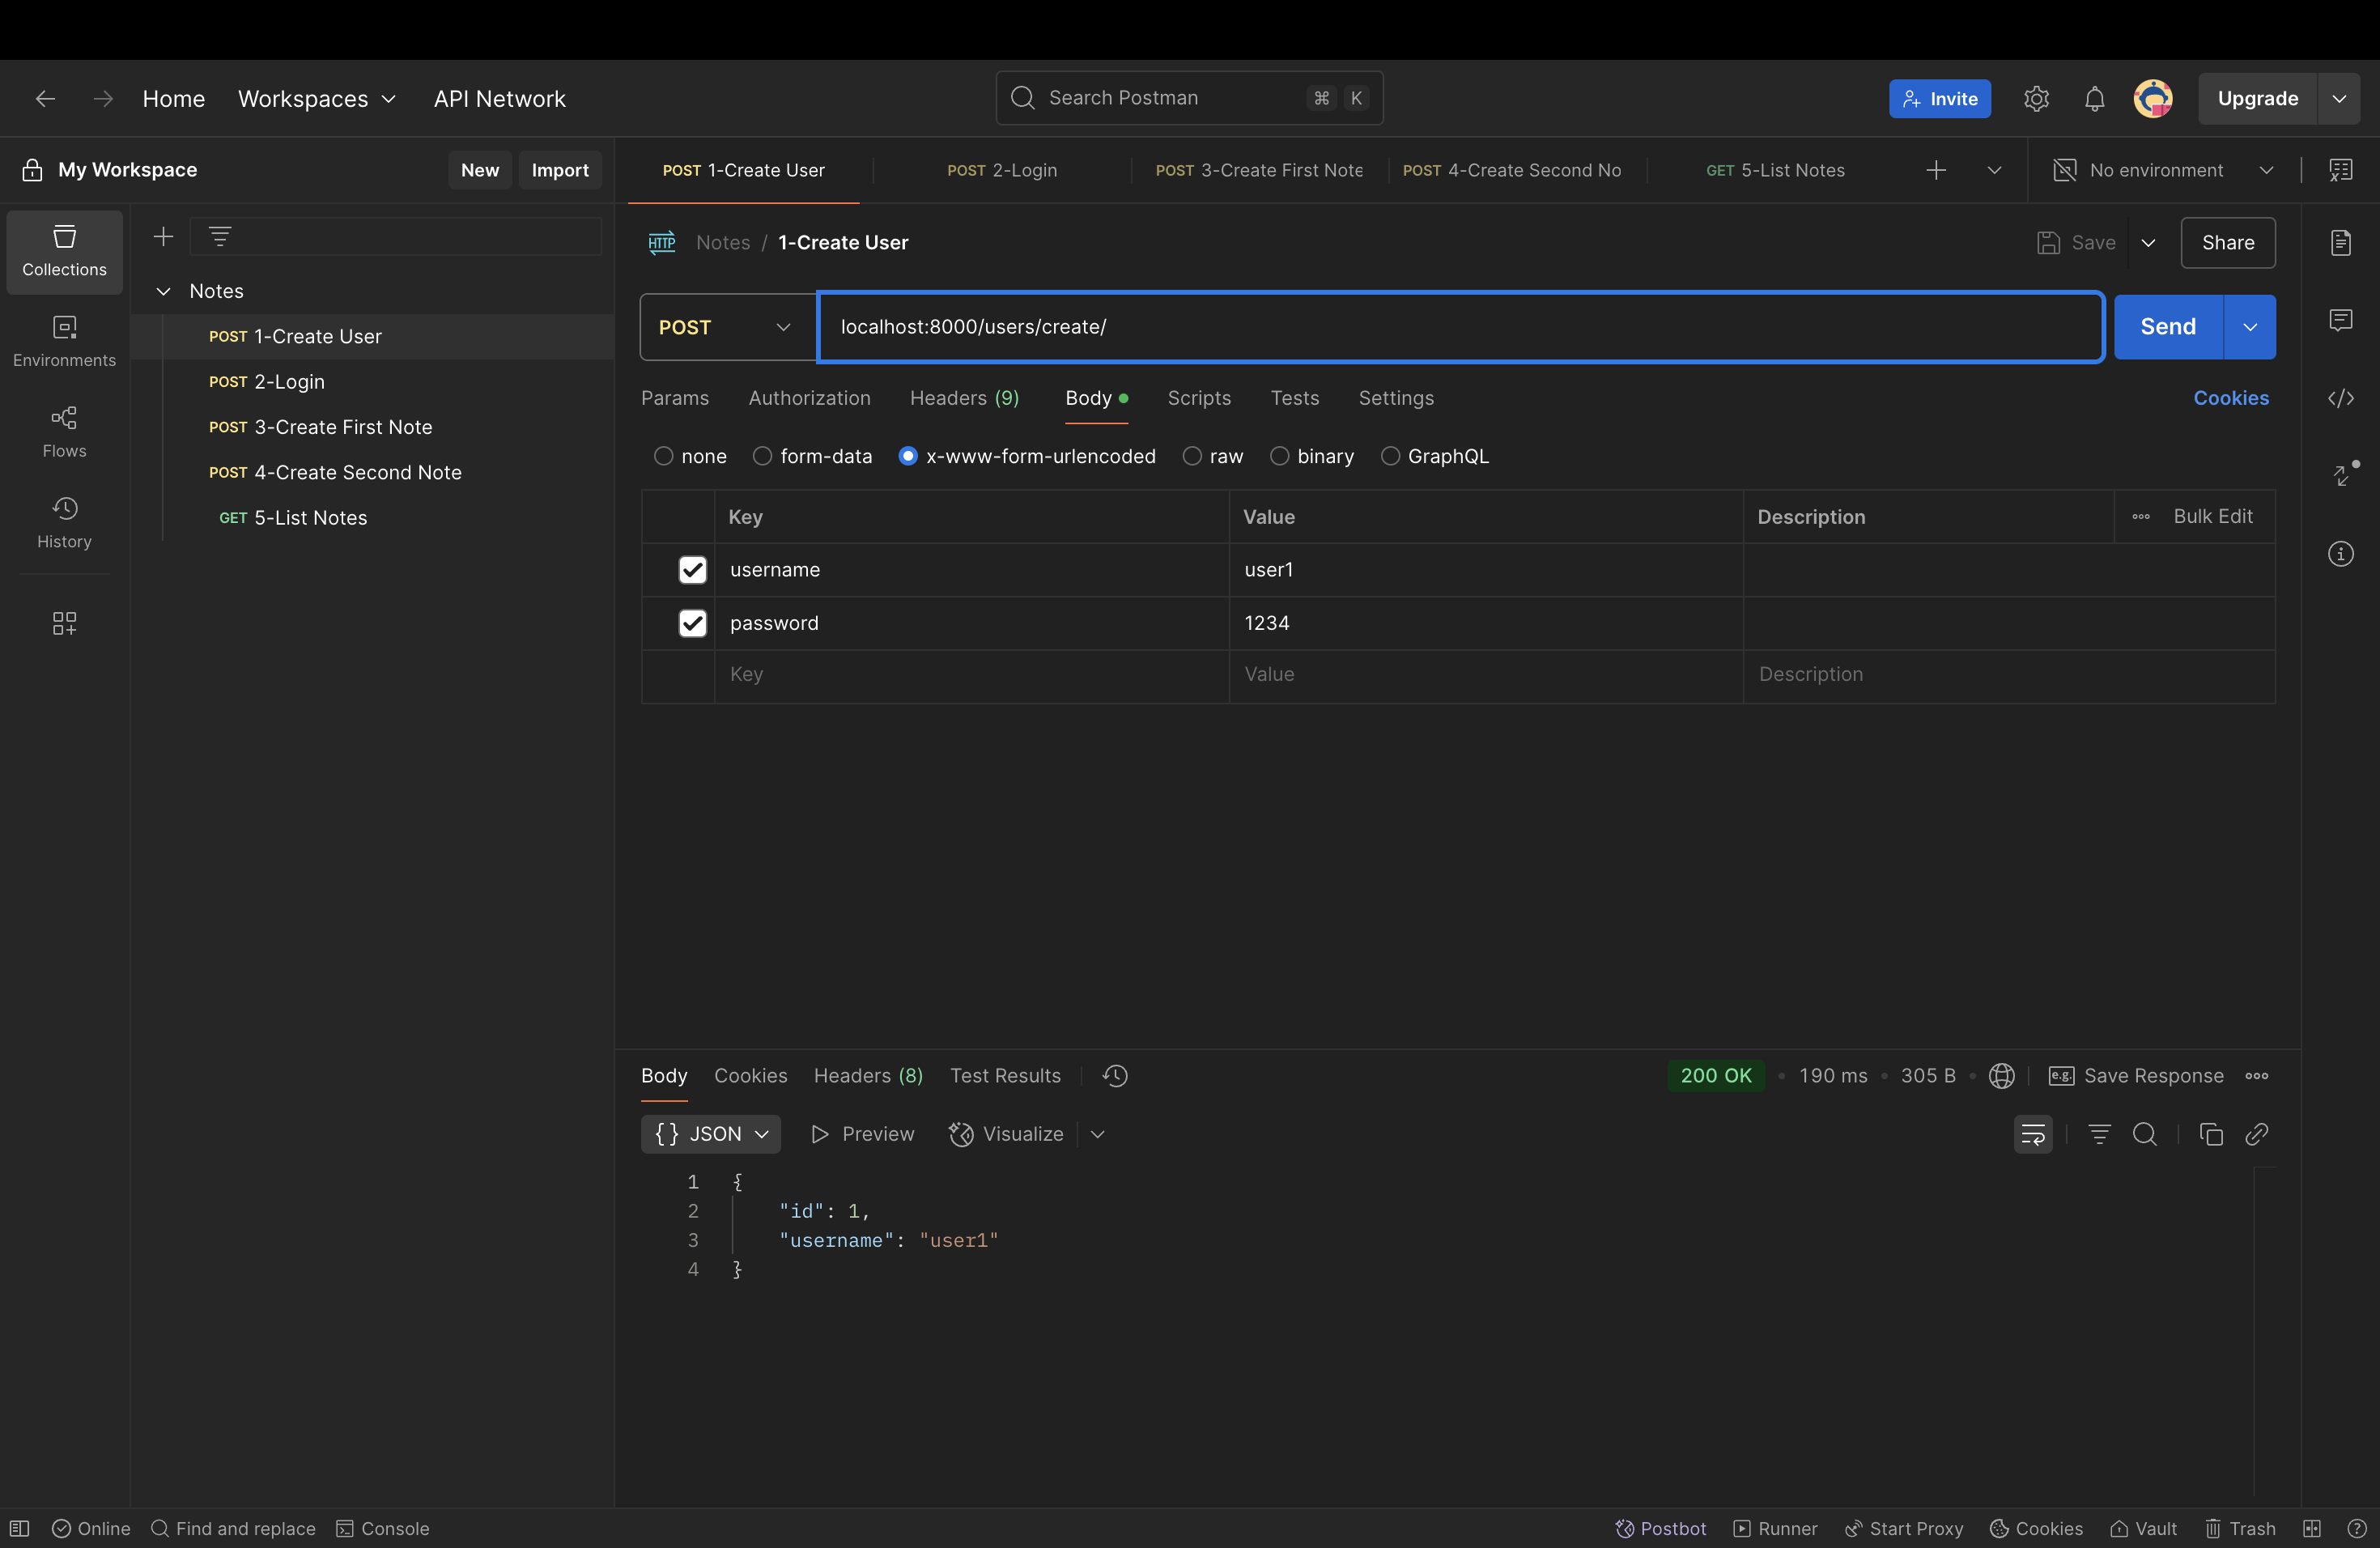 Home Workspaces API Network Search Postman ⌘ K Invite Upgrade
My Workspace New Import POST 1-Create User POST 2-Login POST 3-Create First Note POST 4-Create Second No GET 5-List Notes No environment
Collections
Environments
Flows
History
Notes
POST 1-Create User
POST 2-Login
POST 3-Create First Note
POST 4-Create Second Note
GET 5-List Notes
HTTP Notes / 1-Create User Save Share
POST localhost:8000/users/create/ Send
Params Authorization Headers (9) Body Scripts Tests Settings Cookies
none form-data x-www-form-urlencoded raw binary GraphQL
Key Value Description Bulk Edit
username user1
password 1234
Key Value Description
Body Cookies Headers (8) Test Results 200 OK • 190 ms • 305 B • e.g. Save Response
{} JSON Preview Visualize
1 {
2 "id": 1,
3 "username": "user1"
4 }
Online Find and replace Console Postbot Runner Start Proxy Cookies Vault Trash